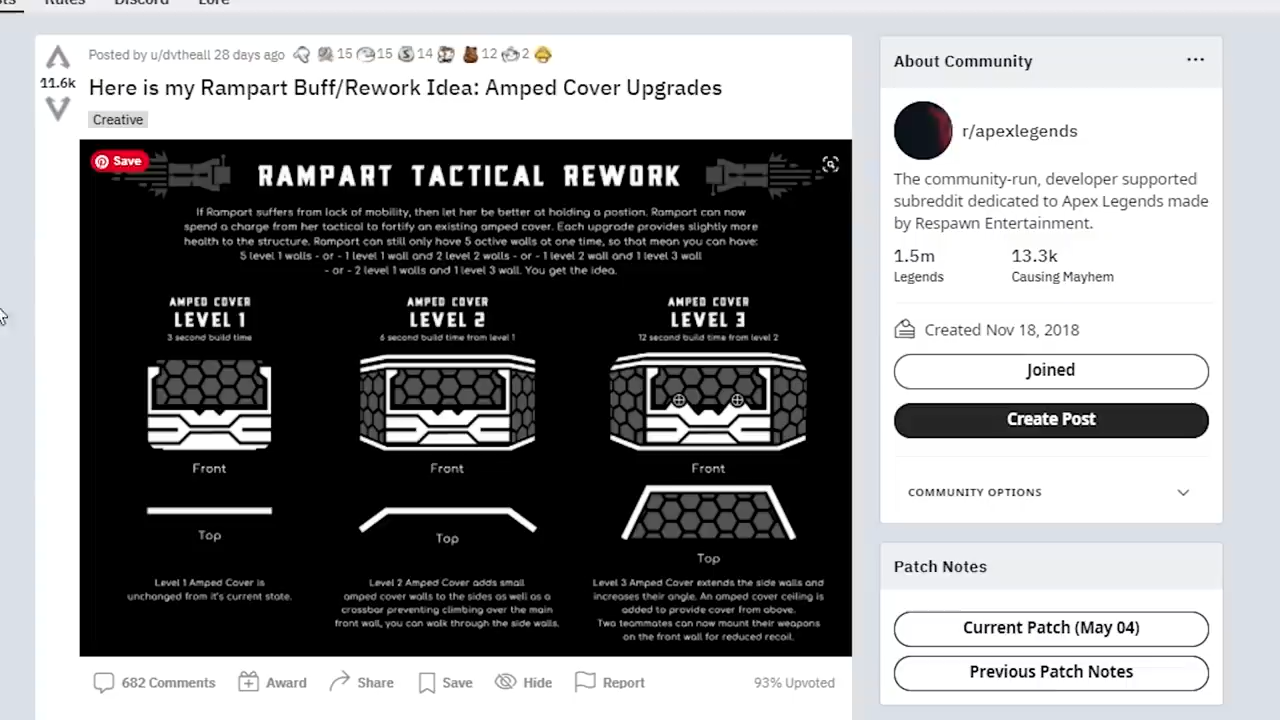 Rules Discord Lore
Posted by u/dvtheall 28 days ago 15 15 14 12 2
11.6k
Here is my Rampart Buff/Rework Idea: Amped Cover Upgrades
Creative
Save
RAMPART TACTICAL REWORK
If Rampart suffers from lack of mobility, then let her be better at holding a postion. Rampart can now
spend a charge from her tactical to fortify an existing amped cover. Each upgrade provides slightly more
health to the structure. Rampart can still only have 5 active walls at one time, so that mean you can have:
5 level 1 walls - or - 1 level 1 wall and 2 level 2 walls - or - 1 level 2 wall and 1 level 3 wall
- or - 2 level 1 walls and 1 level 3 wall. You get the idea.
AMPED COVER
LEVEL 1
3 second build time
Front
Top
Level 1 Amped Cover is
unchanged from it's current state.
AMPED COVER
LEVEL 2
6 second build time from level 1
Front
Top
Level 2 Amped Cover adds small
amped cover walls to the sides as well as a
crossbar preventing climbing over the main
front wall, you can walk through the side walls.
AMPED COVER
LEVEL 3
12 second build time from level 2
Front
Top
Level 3 Amped Cover extends the side walls and
increases their angle. An amped cover ceiling is
added to provide cover from above.
Two teammates can now mount their weapons
on the front wall for reduced recoil.
682 Comments Award Share Save Hide Report 93% Upvoted
About Community
r/apexlegends
The community-run, developer supported
subreddit dedicated to Apex Legends made
by Respawn Entertainment.
1.5m 13.3k
Legends Causing Mayhem
Created Nov 18, 2018
Joined
Create Post
COMMUNITY OPTIONS
Patch Notes
Current Patch (May 04)
Previous Patch Notes